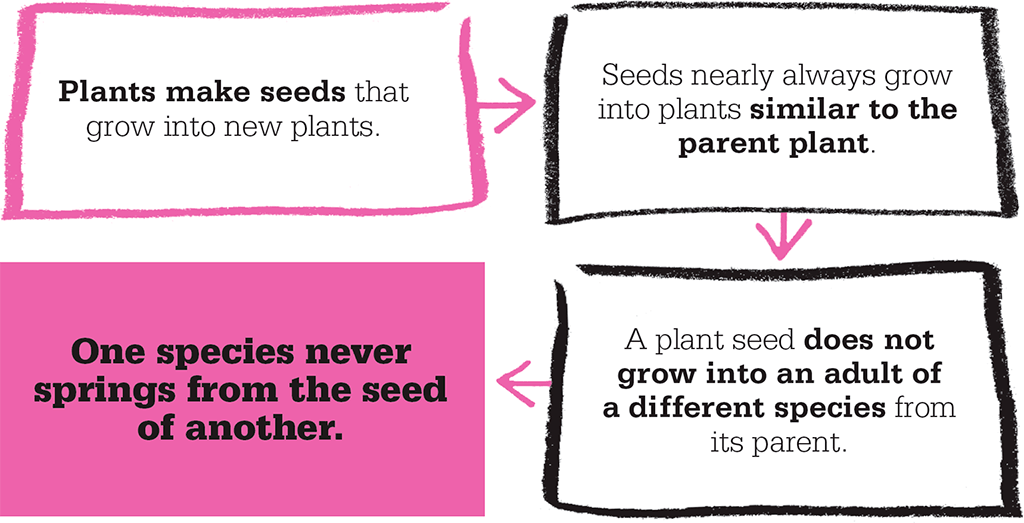 Plants make seeds that
grow into new plants.
Seeds nearly always grow
into plants similar to the
parent plant.
A plant seed does not
grow into an adult of
a different species from
its parent.
One species never
springs from the seed
of another.